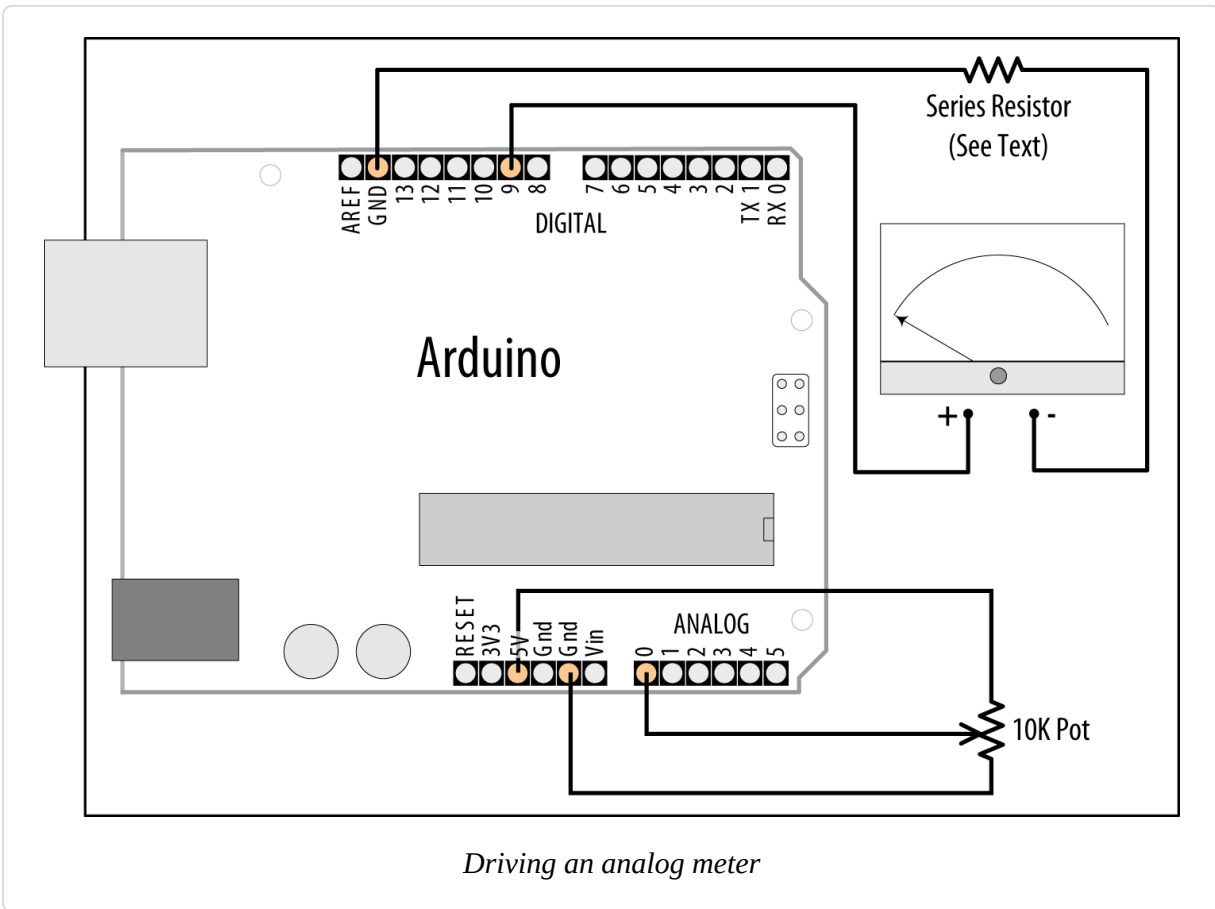 Series Resistor
(See Text)
AREF
GND
13
12
11
10
9
8
7
6
5
4
3
2
TX 1
RX 0
DIGITAL
+
-
Arduino
RESET
3V3
5V
Gnd
Gnd
Vin
ANALOG
0
1
2
3
4
5
10K Pot
Driving an analog meter